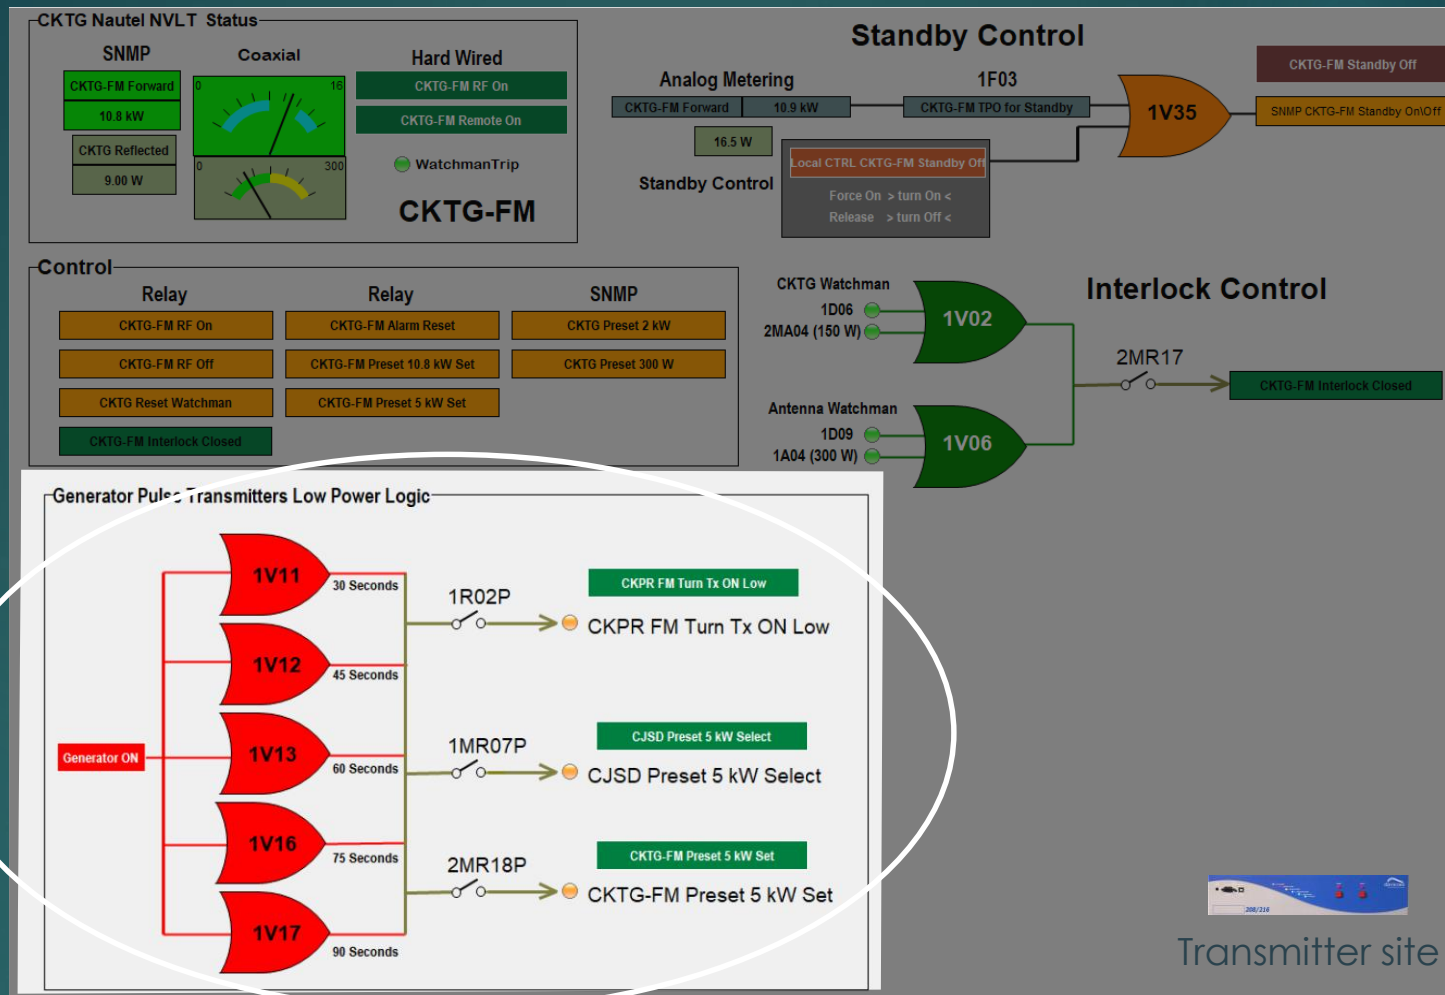 CKTG Nautel NVLT Status
SNMP
Coaxial
Hard Wired
CKTG-FM Forward
10.8 kW
CKTG Reflected
9.00 W
0
16
0
300
CKTG-FM RF On
CKTG-FM Remote On
WatchmanTrip
CKTG-FM
Standby Control
Analog Metering
1F03
CKTG-FM Forward
10.9 kW
CKTG-FM TPO for Standby
1V35
CKTG-FM Standby Off
SNMP CKTG-FM Standby On\Off
16.5 W
Standby Control
Local CTRL CKTG-FM Standby Off
Force On > turn On <
Release > turn Off <
Control
Relay
Relay
SNMP
CKTG-FM RF On
CKTG-FM Alarm Reset
CKTG Preset 2 kW
CKTG-FM RF Off
CKTG-FM Preset 10.8 kW Set
CKTG Preset 300 W
CKTG Reset Watchman
CKTG-FM Preset 5 kW Set
CKTG-FM Interlock Closed
Interlock Control
CKTG Watchman
1D06
2MA04 (150 W)
1V02
2MR17
CKTG-FM Interlock Closed
Antenna Watchman
1D09
1A04 (300 W)
1V06
Generator Pulse Transmitters Low Power Logic
Generator ON
1V11
30 Seconds
1V12
45 Seconds
1V13
60 Seconds
1V16
75 Seconds
1V17
90 Seconds
1R02P
CKPR FM Turn Tx ON Low
CKPR FM Turn Tx ON Low
1MR07P
CJSD Preset 5 kW Select
CJSD Preset 5 kW Select
2MR18P
CKTG-FM Preset 5 kW Set
CKTG-FM Preset 5 kW Set
208/216
Transmitter site